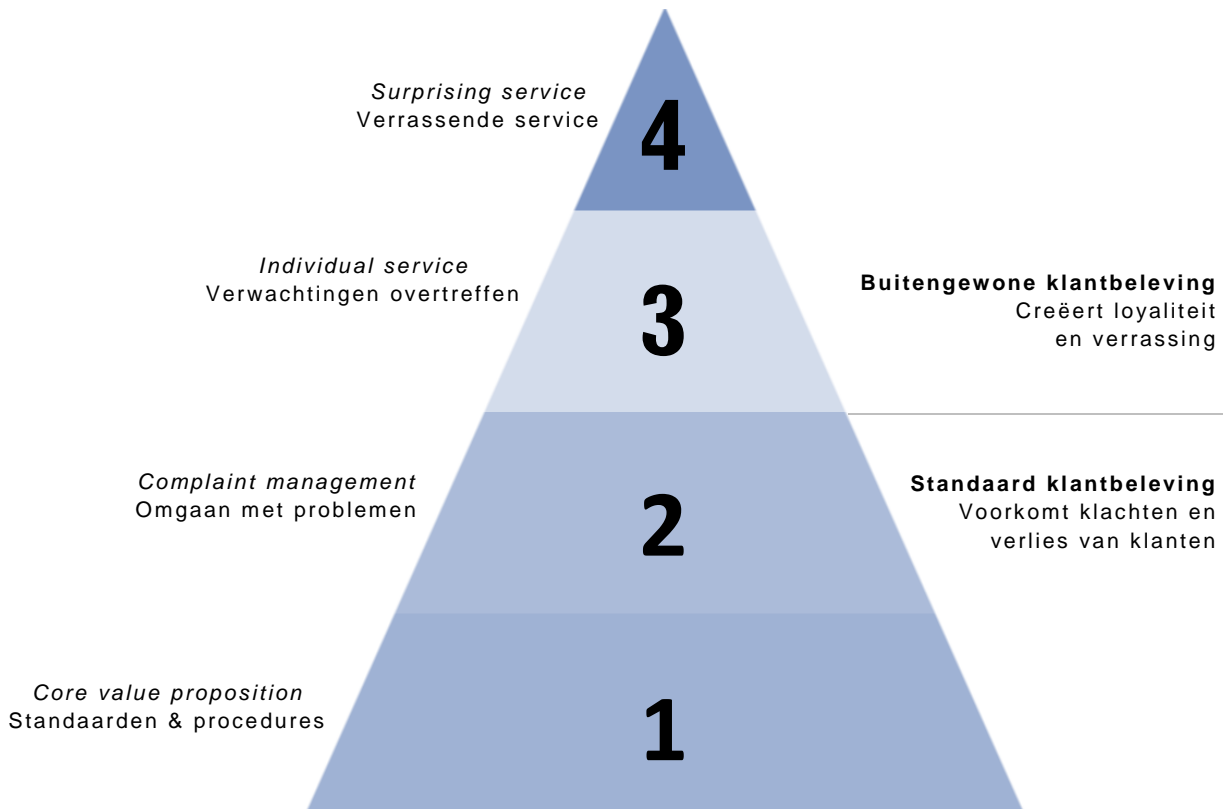 Surprising service
Verrassende service
4
Individual service
Verwachtingen overtreffen
3
Buitengewone klantbeleving
Creëert loyaliteit
en verrassing
Complaint management
Omgaan met problemen
2
Standaard klantbeleving
Voorkomt klachten en
verlies van klanten
Core value proposition
Standaarden & procedures
1